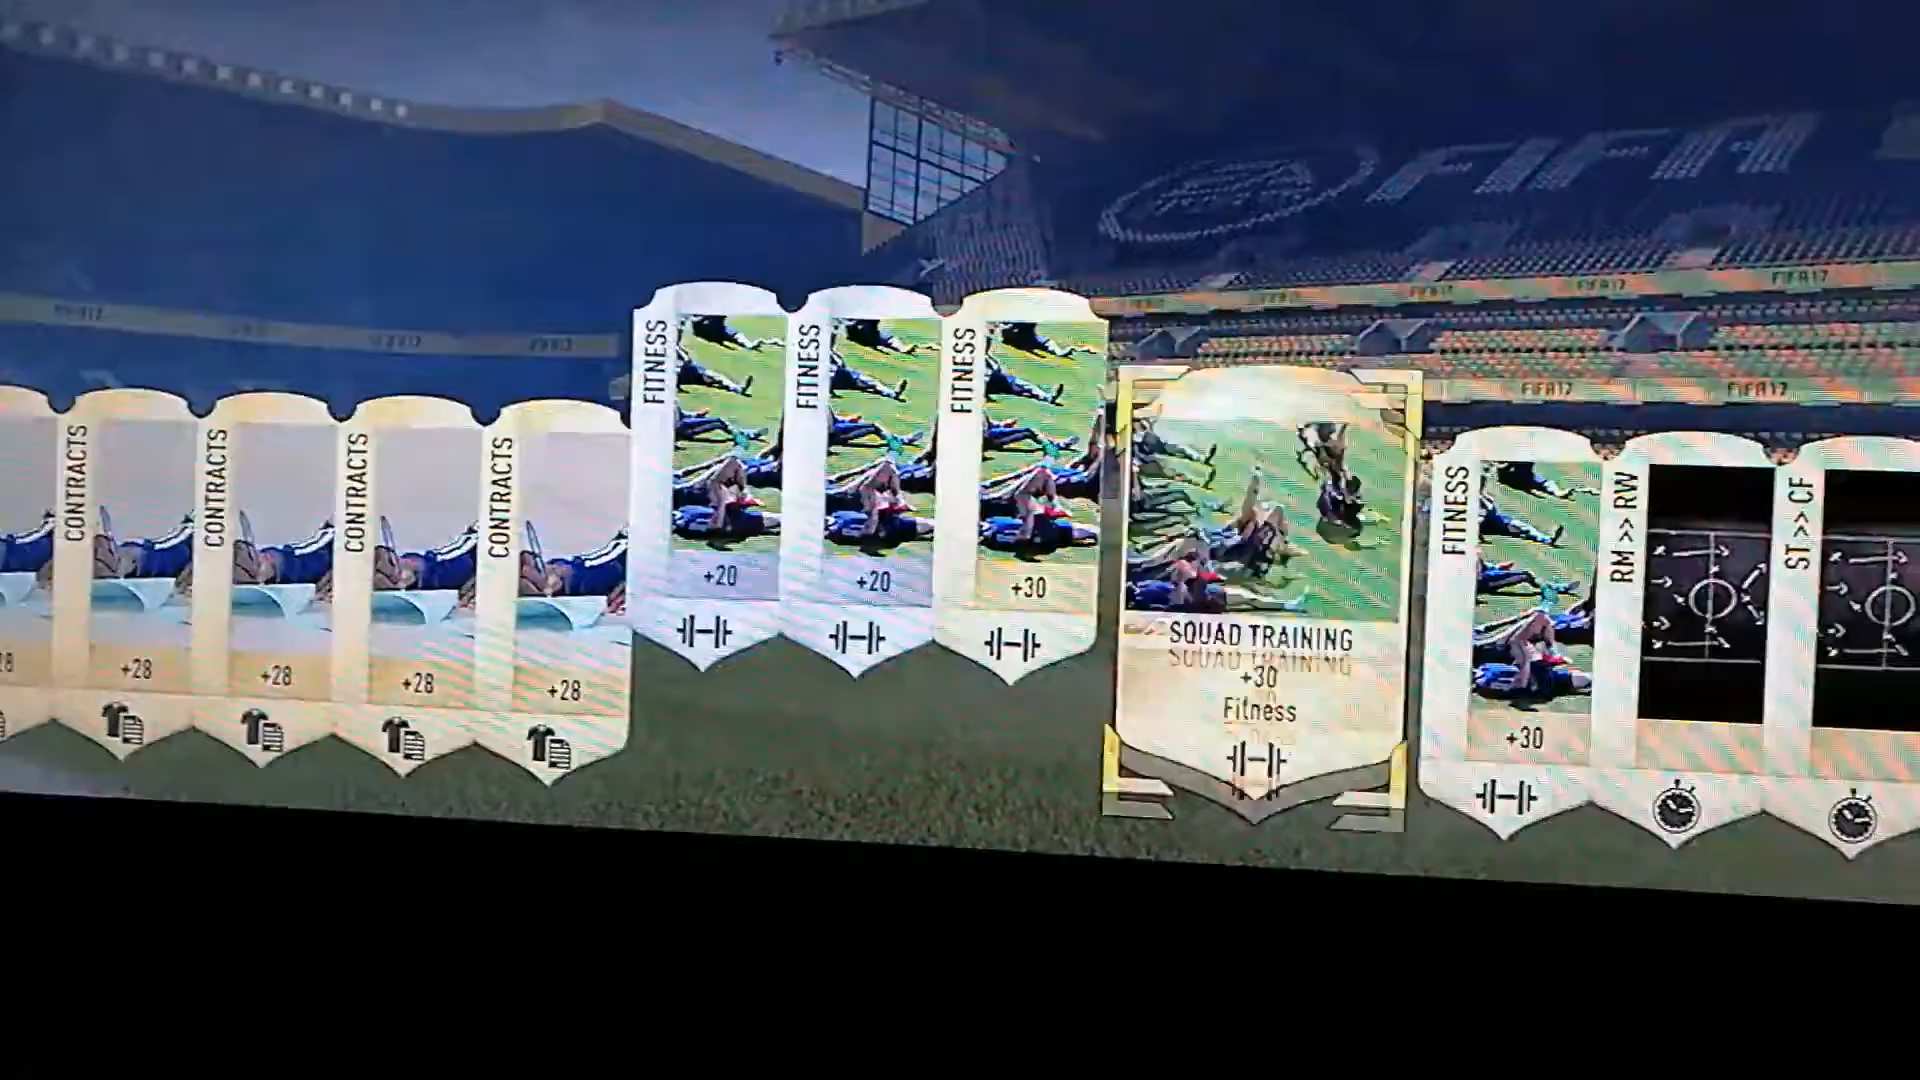 FIFA
FIFA17
FIFA17
FIFA17
FIFA17
FIFA17
CONTRACTS
+28
CONTRACTS
+28
CONTRACTS
+28
CONTRACTS
+28
FITNESS
+20
FITNESS
+20
FITNESS
+30
SQUAD TRAINING
+30
Fitness
FITNESS
+30
RM >> RW
ST >> CF